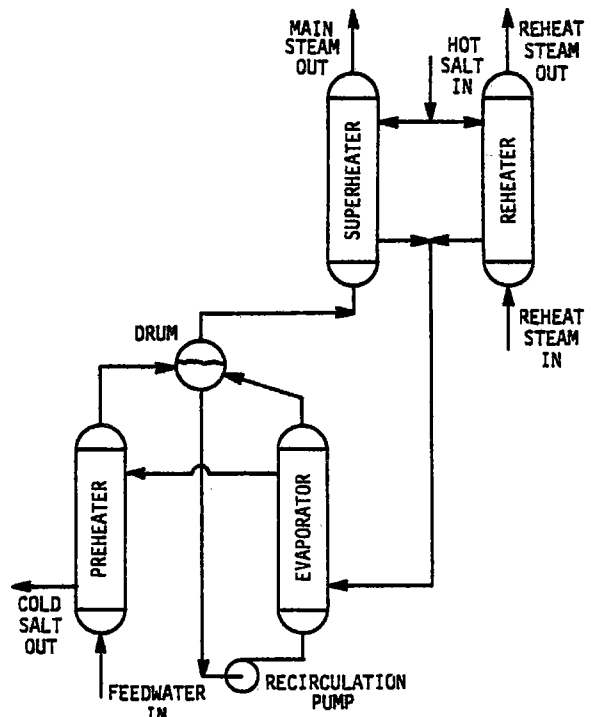 MAIN
STEAM
OUT
HOT
SALT
IN
REHEAT
STEAM
OUT
SUPERHEATER
REHEATER
REHEAT
STEAM
IN
DRUM
PREHEATER
EVAPORATOR
COLD
SALT
OUT
FEEDWATER
IN
RECIRCULATION
PUMP